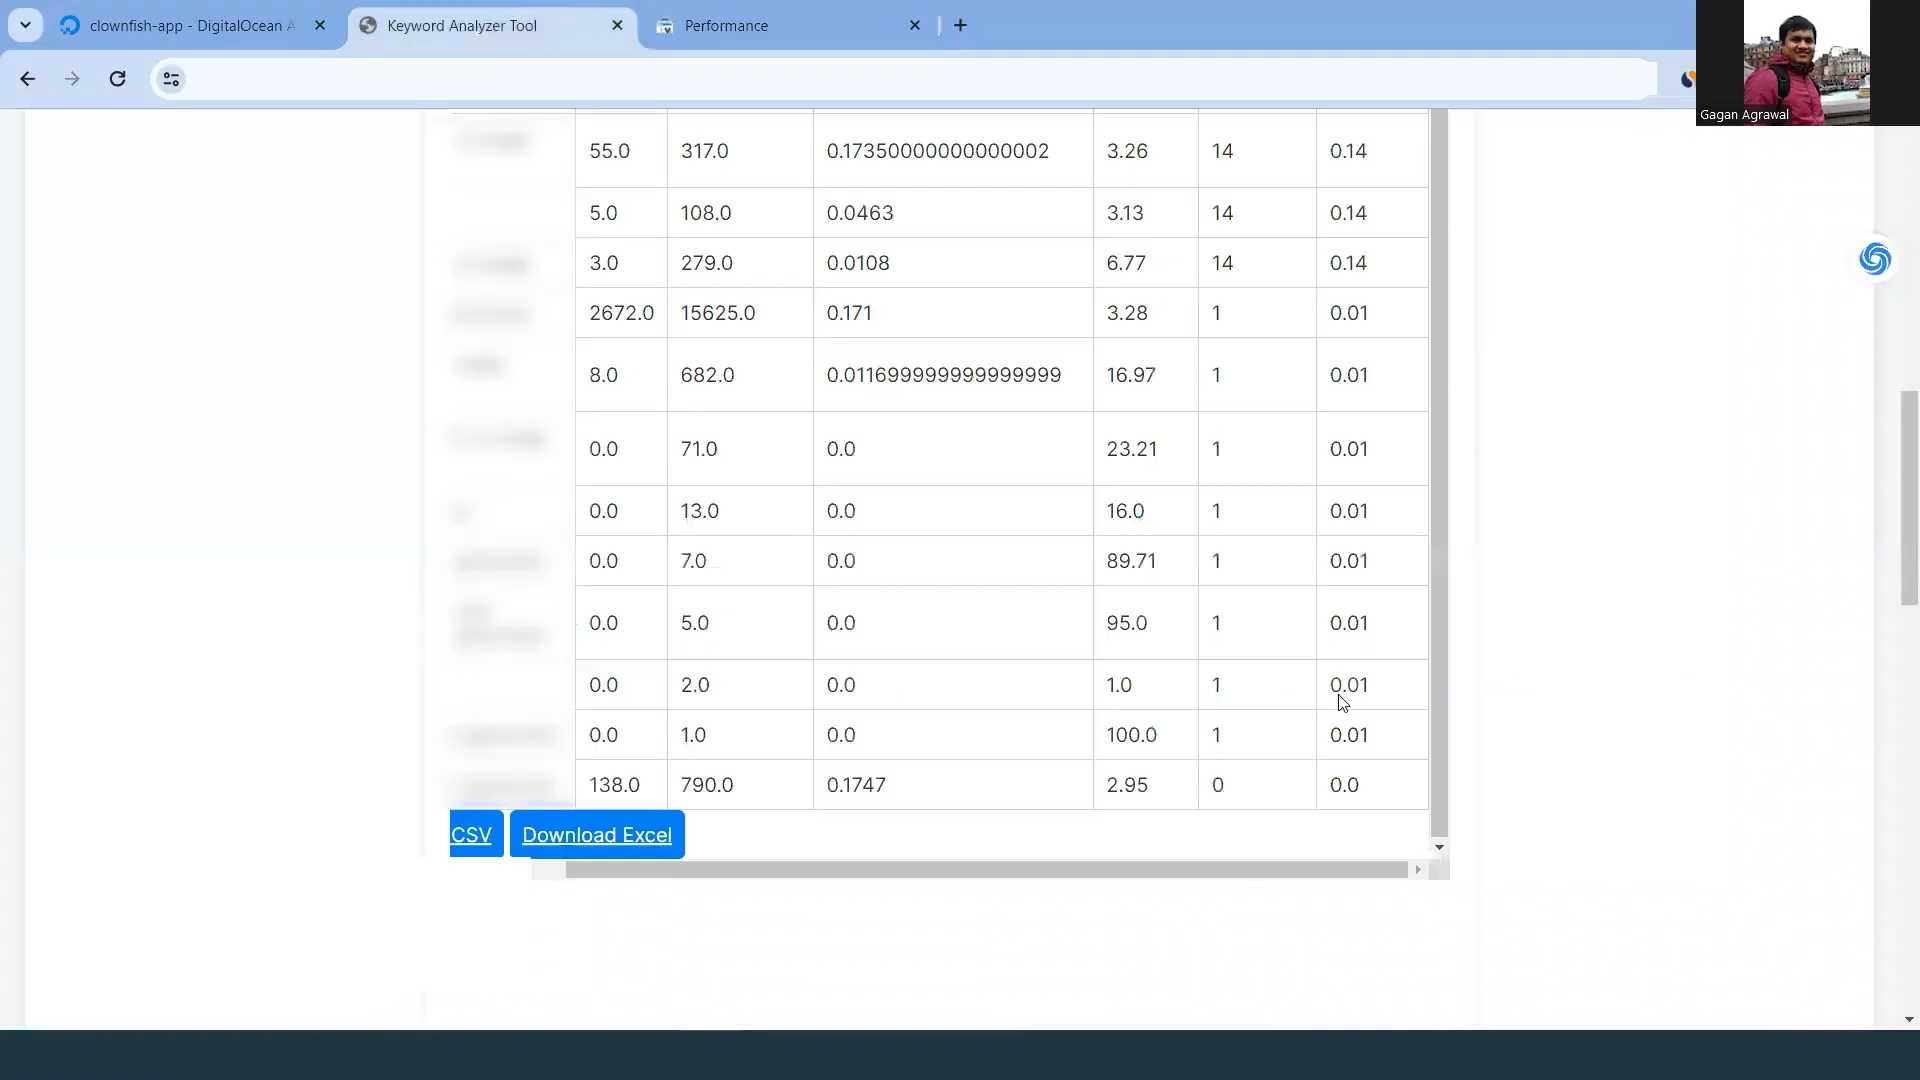 clownfish-app - DigitalOcean A
Keyword Analyzer Tool
Performance
Gagan Agrawal
55.0 317.0 0.17350000000000002 3.26 14 0.14
5.0 108.0 0.0463 3.13 14 0.14
3.0 279.0 0.0108 6.77 14 0.14
2672.0 15625.0 0.171 3.28 1 0.01
8.0 682.0 0.011699999999999999 16.97 1 0.01
0.0 71.0 0.0 23.21 1 0.01
0.0 13.0 0.0 16.0 1 0.01
0.0 7.0 0.0 89.71 1 0.01
0.0 5.0 0.0 95.0 1 0.01
0.0 2.0 0.0 1.0 1 0.01
0.0 1.0 0.0 100.0 1 0.01
138.0 790.0 0.1747 2.95 0 0.0
CSV Download Excel